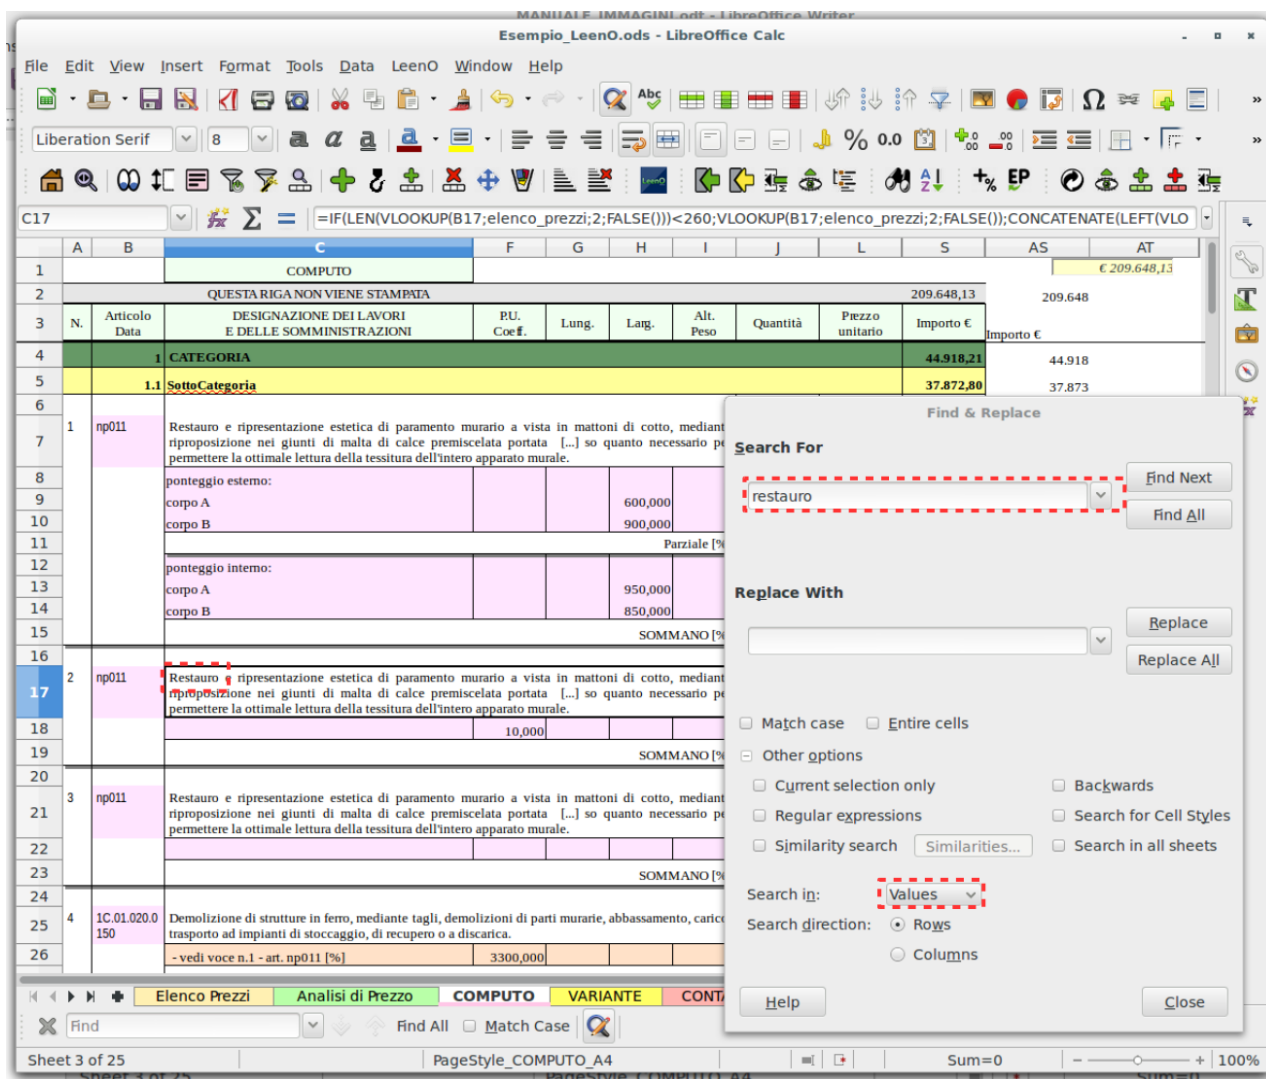 MANUALE_IMMAGINI.odt - LibreOffice Writer
Esempio_LeenO.ods - LibreOffice Calc
File Edit View Insert Format Tools Data LeenO Window Help
Liberation Serif 8
C17 =IF(LEN(VLOOKUP(B17;elenco_prezzi;2;FALSE()))<260;VLOOKUP(B17;elenco_prezzi;2;FALSE());CONCATENATE(LEFT(VLO
A B C F G H I J L S AS AT
1 COMPUTO € 209.648,13
2 QUESTA RIGA NON VIENE STAMPATA 209.648,13 209.648
3 N. Articolo Data DESIGNAZIONE DEI LAVORI E DELLE SOMMINISTRAZIONI P.U. Coeff. Lung. Larg. Alt. Peso Quantità Prezzo unitario Importo € Importo €
4 1 CATEGORIA 44.918,21 44.918
5 1.1 SottoCategoria 37.872,80 37.873
6
7 1 np011 Restauro e ripresentazione estetica di paramento murario a vista in mattoni di cotto, mediant
riproposizione nei giunti di malta di calce premiscelata portata [...] so quanto necessario pe
permettere la ottimale lettura della tessitura dell'intero apparato murale.
8 ponteggio esterno:
9 corpo A 600,000
10 corpo B 900,000
11 Parziale [%
12 ponteggio interno:
13 corpo A 950,000
14 corpo B 850,000
15 SOMMANO [%
16
17 2 np011 Restauro e ripresentazione estetica di paramento murario a vista in mattoni di cotto, mediant
riproposizione nei giunti di malta di calce premiscelata portata [...] so quanto necessario pe
permettere la ottimale lettura della tessitura dell'intero apparato murale.
18 10,000
19 SOMMANO [%
20
21 3 np011 Restauro e ripresentazione estetica di paramento murario a vista in mattoni di cotto, mediant
riproposizione nei giunti di malta di calce premiscelata portata [...] so quanto necessario pe
permettere la ottimale lettura della tessitura dell'intero apparato murale.
22
23 SOMMANO [%
24
25 4 1C.01.020.0 Demolizione di strutture in ferro, mediante tagli, demolizioni di parti murarie, abbassamento, caric
150 trasporto ad impianti di stoccaggio, di recupero o a discarica.
26 - vedi voce n.1 - art. np011 [%] 3300,000
Find & Replace
Search For
restauro
Find Next
Find All
Replace With
Replace
Replace All
Match case Entire cells
Other options
Current selection only Backwards
Regular expressions Search for Cell Styles
Similarity search Similarities... Search in all sheets
Search in: Values
Search direction: Rows
Columns
Help Close
Elenco Prezzi Analisi di Prezzo COMPUTO VARIANTE CONT
Find Find All Match Case
Sheet 3 of 25 PageStyle_COMPUTO_A4 Sum=0 100%